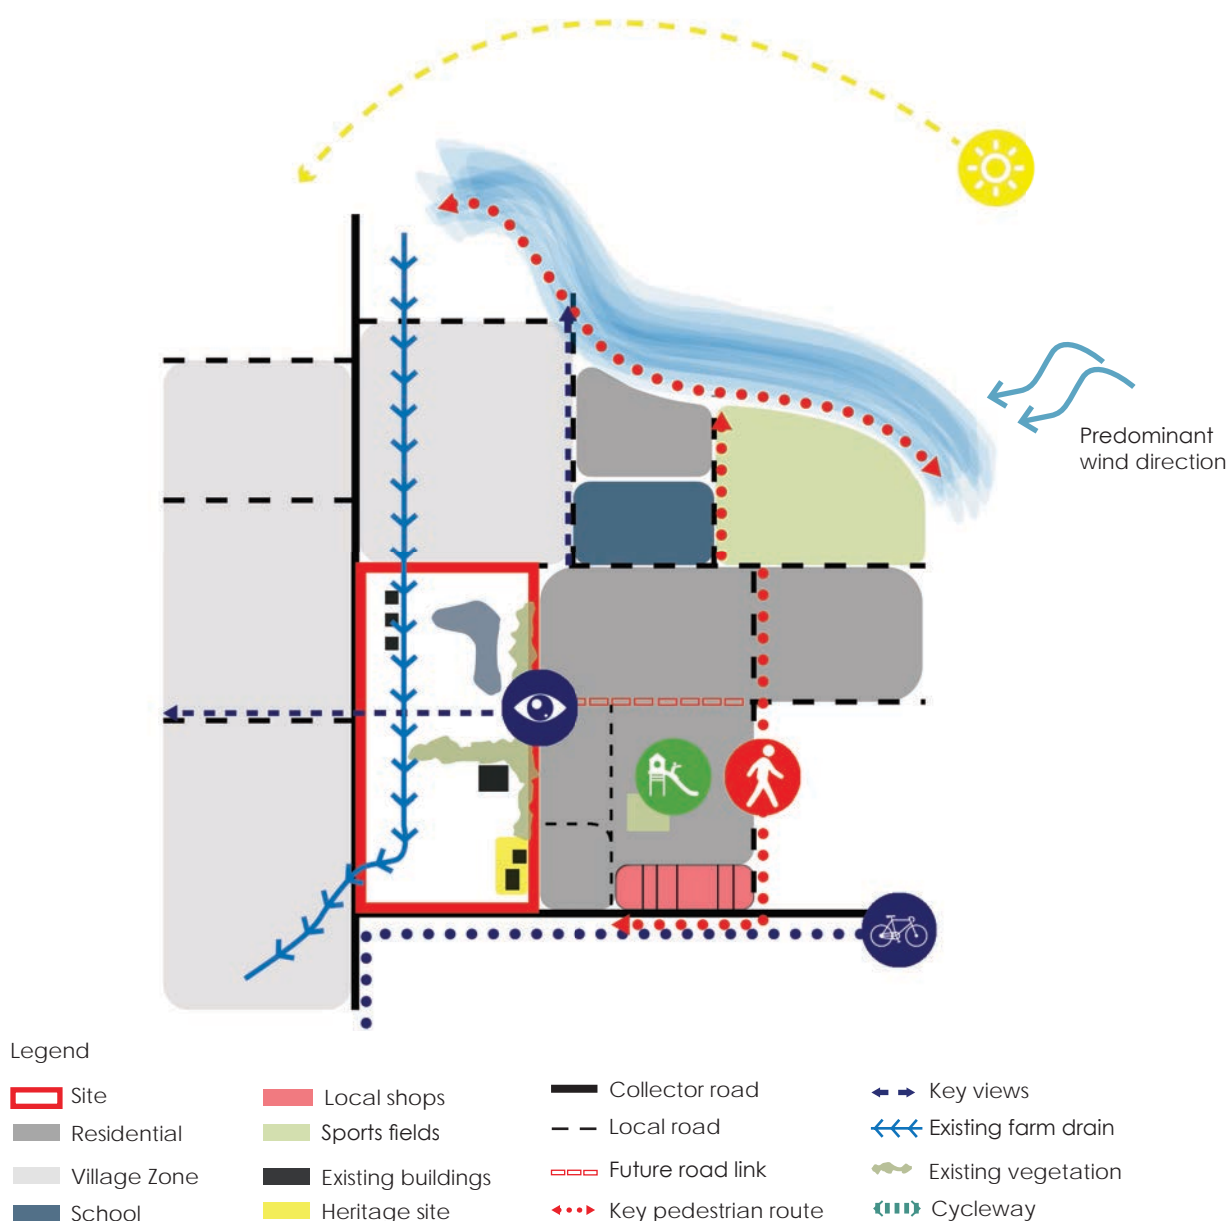 Predominant
wind direction
Legend
Site
Residential
Village Zone
School
Local shops
Sports fields
Existing buildings
Heritage site
Collector road
Local road
Future road link
Key pedestrian route
Key views
Existing farm drain
Existing vegetation
Cycleway